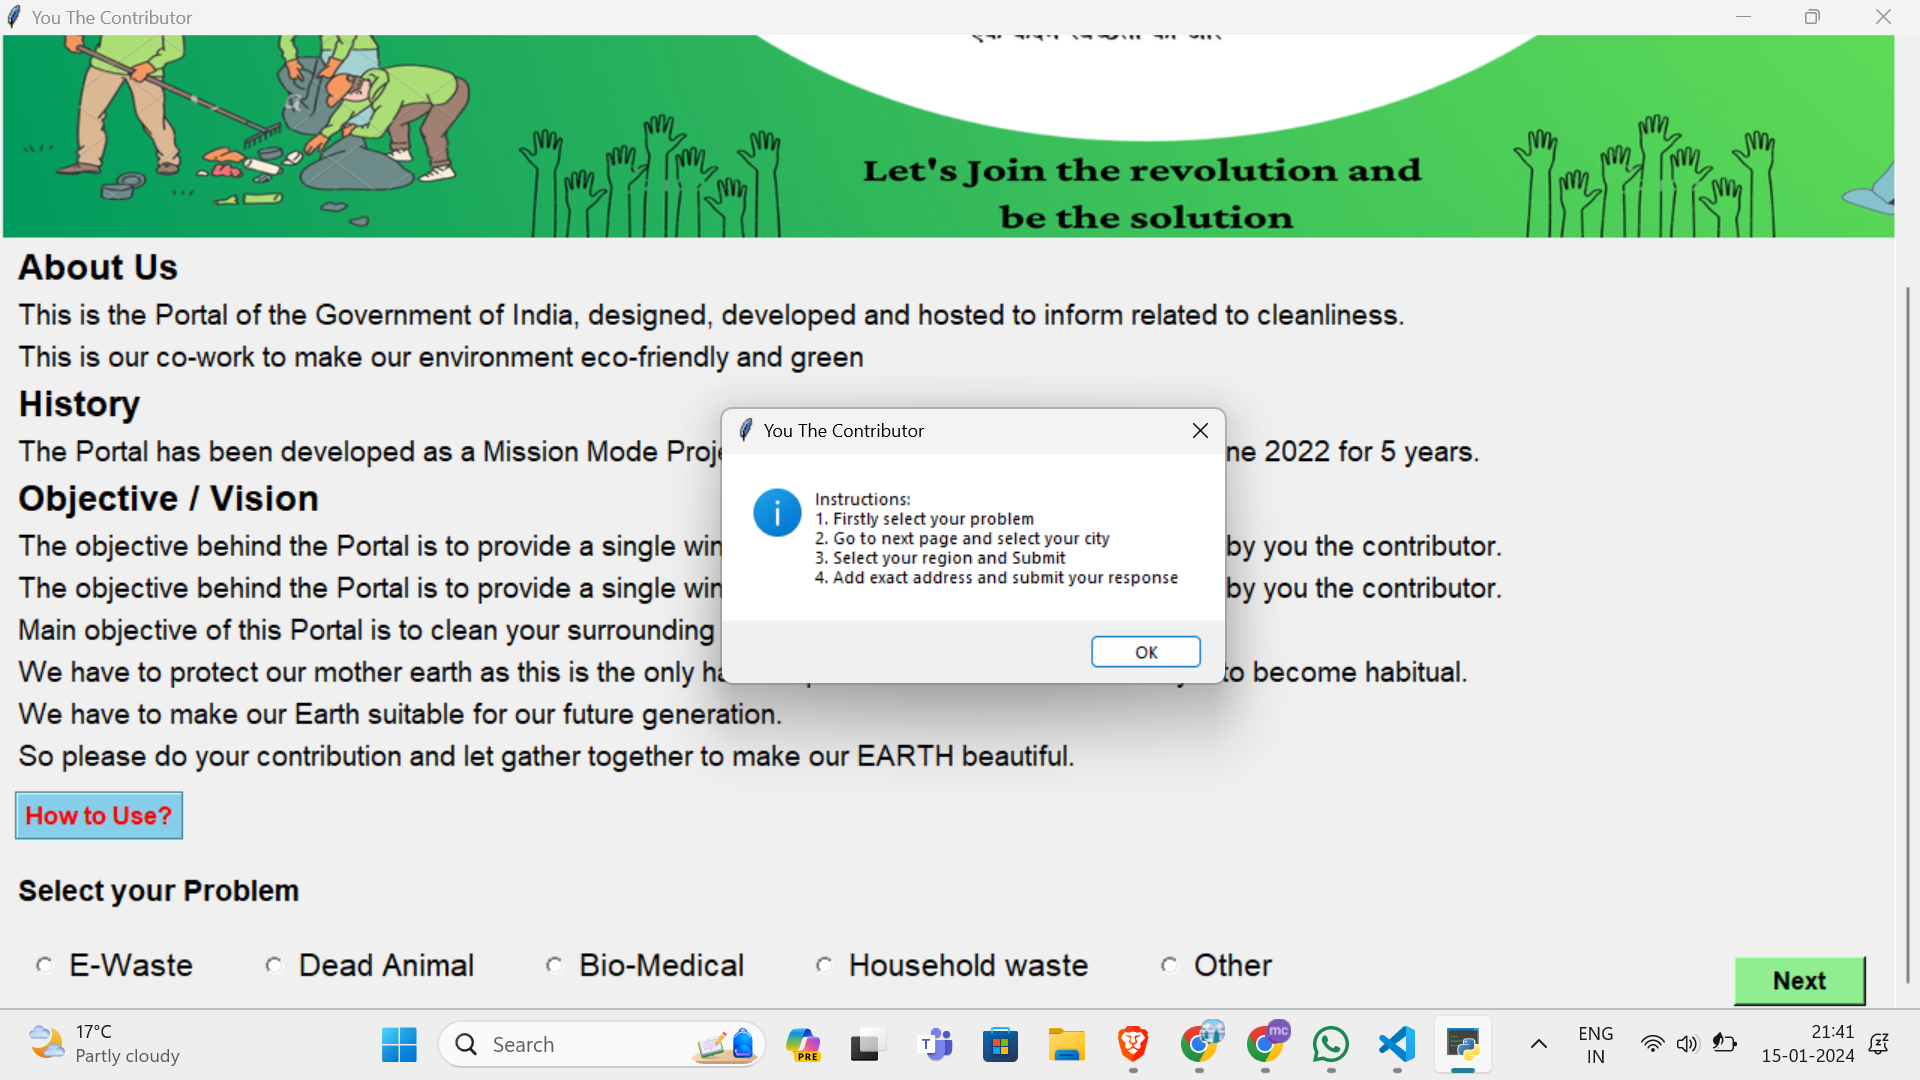 You The Contributor
Let's Join the revolution and
be the solution
About Us
This is the Portal of the Government of India, designed, developed and hosted to inform related to cleanliness.
This is our co-work to make our environment eco-friendly and green
History
The Portal has been developed as a Mission Mode
2022 for 5 years.
Objective / Vision
The objective behind the Portal is to provide a single
by you the contributor.
The objective behind the Portal is to provide a single
by you the contributor.
Main objective of this Portal is to clean your surrounding
We have to protect our mother earth as this is the only
to become habitual.
We have to make our Earth suitable for our future generation.
So please do your contribution and let gather together to make our EARTH beautiful.
You The Contributor
Instructions:
1. Firstly select your problem
2. Go to next page and select your city
3. Select your region and Submit
4. Add exact address and submit your response
OK
How to Use?
Select your Problem
E-Waste
Dead Animal
Bio-Medical
Household waste
Other
Next
17°C
Partly cloudy
Search
PRE
T
mc
ENG
IN
21:41
15-01-2024